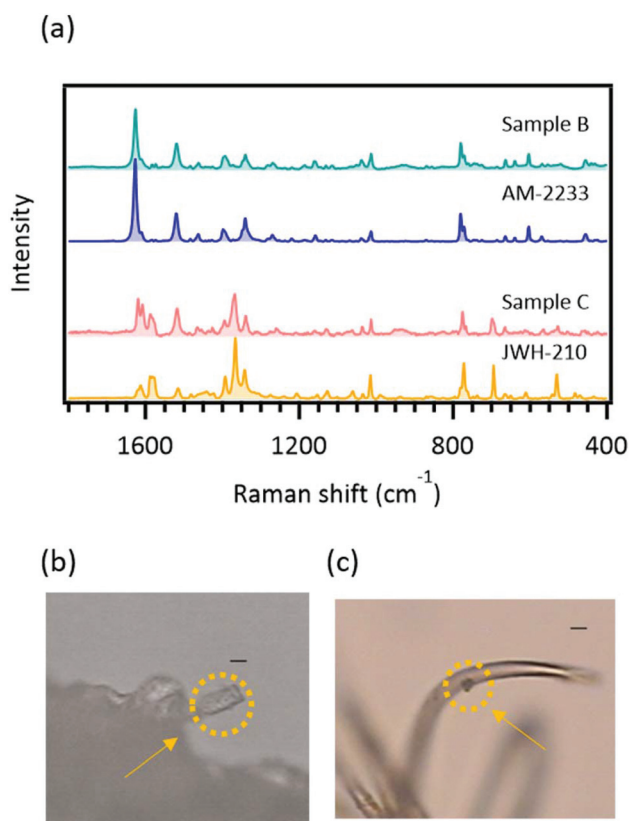 (a)
Intensity
Sample B
AM-2233
Sample C
JWH-210
1600 1200 800 400
Raman shift (cm⁻¹)
(b) (c)